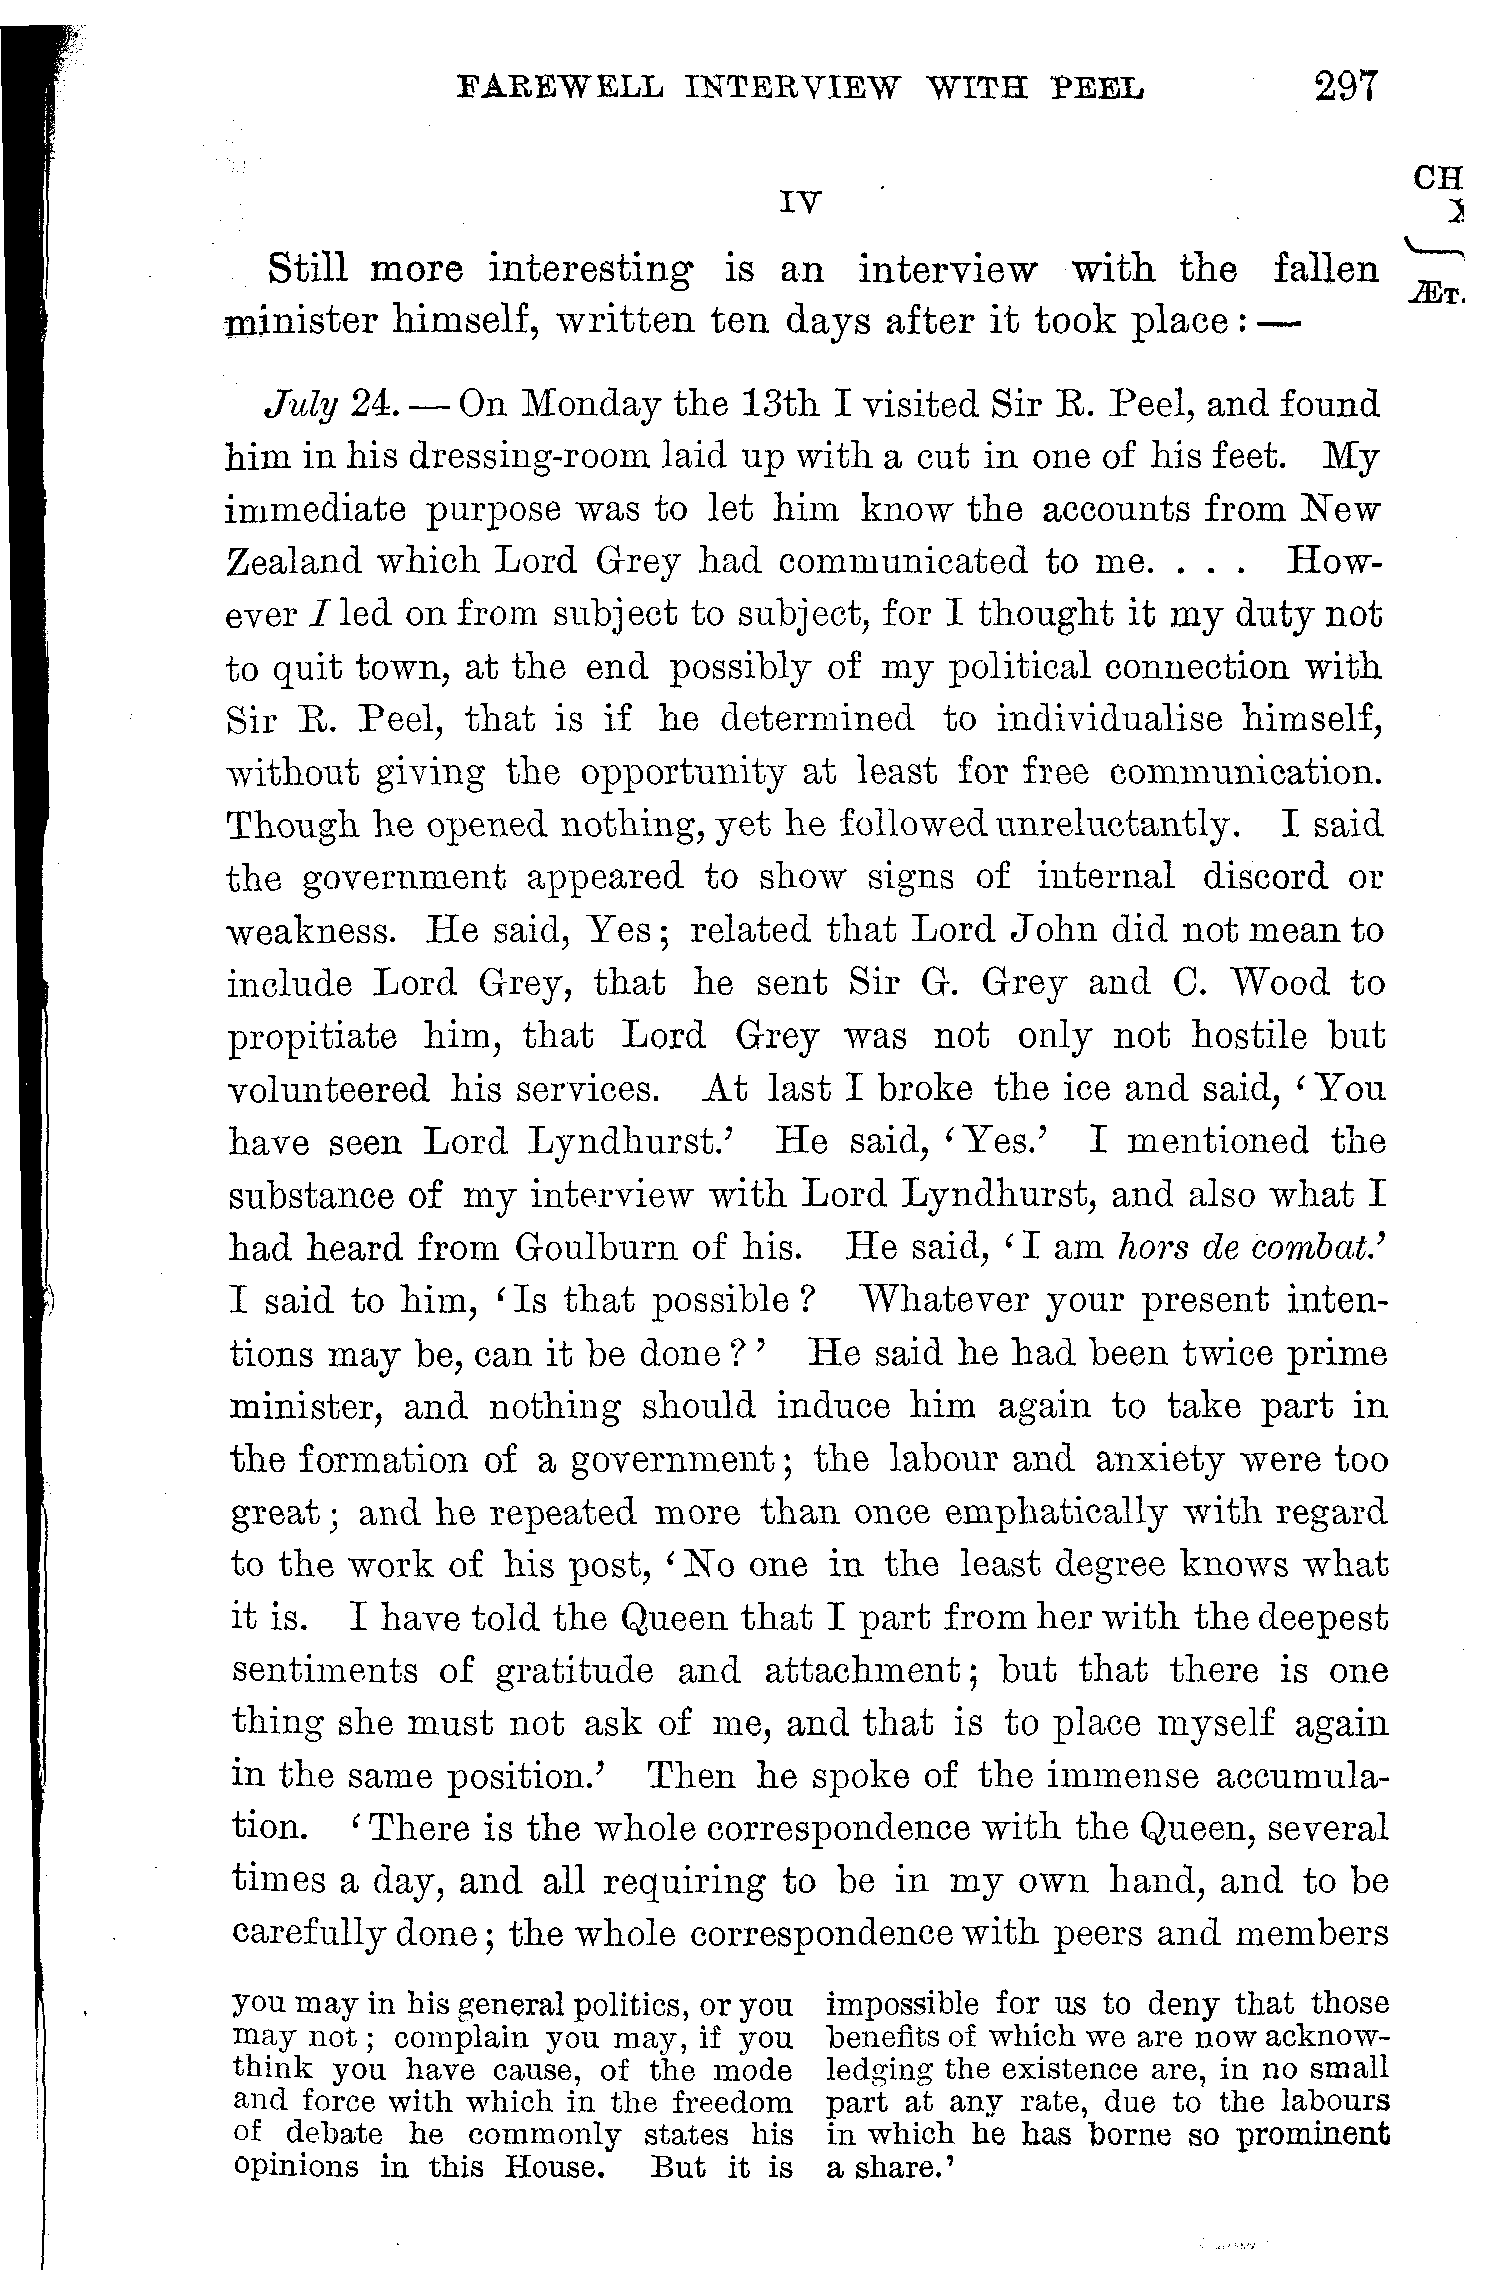 FAREWELL INTERVIEW WITH PEEL 297
CH
IV
Still more interesting is an interview with the fallen
ÆT.
minister himself, written ten days after it took place: —
July 24. — On Monday the 13th I visited Sir R. Peel, and found
him in his dressing-room laid up with a cut in one of his feet. My
immediate purpose was to let him know the accounts from New
Zealand which Lord Grey had communicated to me. . . . How-
ever I led on from subject to subject, for I thought it my duty not
to quit town, at the end possibly of my political connection with
Sir R. Peel, that is if he determined to individualise himself,
without giving the opportunity at least for free communication.
Though he opened nothing, yet he followed unreluctantly. I said
the government appeared to show signs of internal discord or
weakness. He said, Yes; related that Lord John did not mean to
include Lord Grey, that he sent Sir G. Grey and C. Wood to
propitiate him, that Lord Grey was not only not hostile but
volunteered his services. At last I broke the ice and said, ‘You
have seen Lord Lyndhurst.’ He said, ‘Yes.’ I mentioned the
substance of my interview with Lord Lyndhurst, and also what I
had heard from Goulburn of his. He said, ‘I am hors de combat.’
I said to him, ‘Is that possible? Whatever your present inten-
tions may be, can it be done?’ He said he had been twice prime
minister, and nothing should induce him again to take part in
the formation of a government; the labour and anxiety were too
great; and he repeated more than once emphatically with regard
to the work of his post, ‘No one in the least degree knows what
it is. I have told the Queen that I part from her with the deepest
sentiments of gratitude and attachment; but that there is one
thing she must not ask of me, and that is to place myself again
in the same position.’ Then he spoke of the immense accumula-
tion. ‘There is the whole correspondence with the Queen, several
times a day, and all requiring to be in my own hand, and to be
carefully done; the whole correspondence with peers and members
you may in his general politics, or you
may not; complain you may, if you
think you have cause, of the mode
and force with which in the freedom
of debate he commonly states his
opinions in this House. But it is
impossible for us to deny that those
benefits of which we are now acknow-
ledging the existence are, in no small
part at any rate, due to the labours
in which he has borne so prominent
a share.’